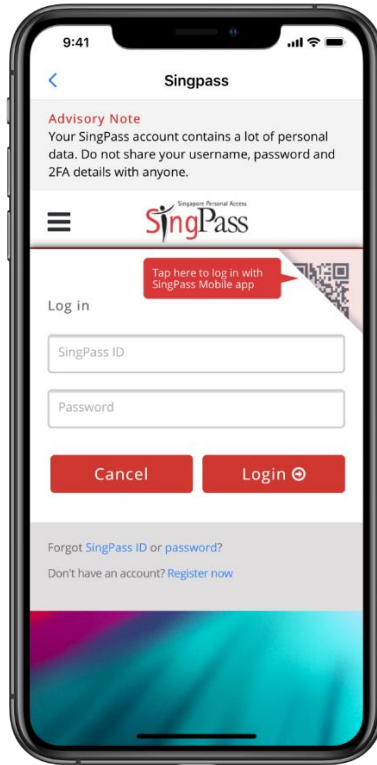 9:41
Singpass
Advisory Note
Your SingPass account contains a lot of personal
data. Do not share your username, password and
2FA details with anyone.
Singapore Personal Access
SingPass
Tap here to log in with
SingPass Mobile app
Log in
SingPass ID
Password
Cancel
Login
Forgot SingPass ID or password?
Don't have an account? Register now